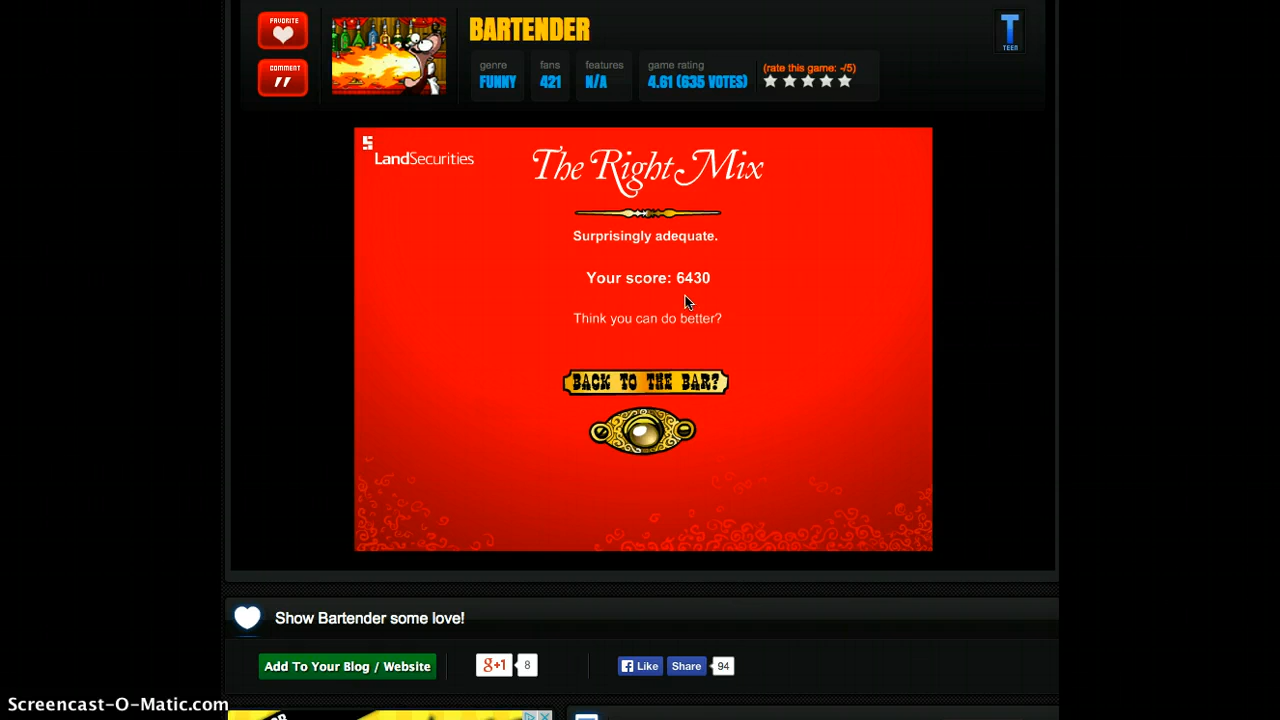 FAVORITE
COMMENT
BARTENDER
genre
FUNNY
fans
421
features
N/A
game rating
4.61 (635 VOTES)
(rate this game: -/5)
T
TEEN
LandSecurities
The Right Mix
Surprisingly adequate.
Your score: 6430
Think you can do better?
BACK TO THE BAR?
Show Bartender some love!
Add To Your Blog / Website
g+1
8
Like
Share
94
Screencast-O-Matic.com